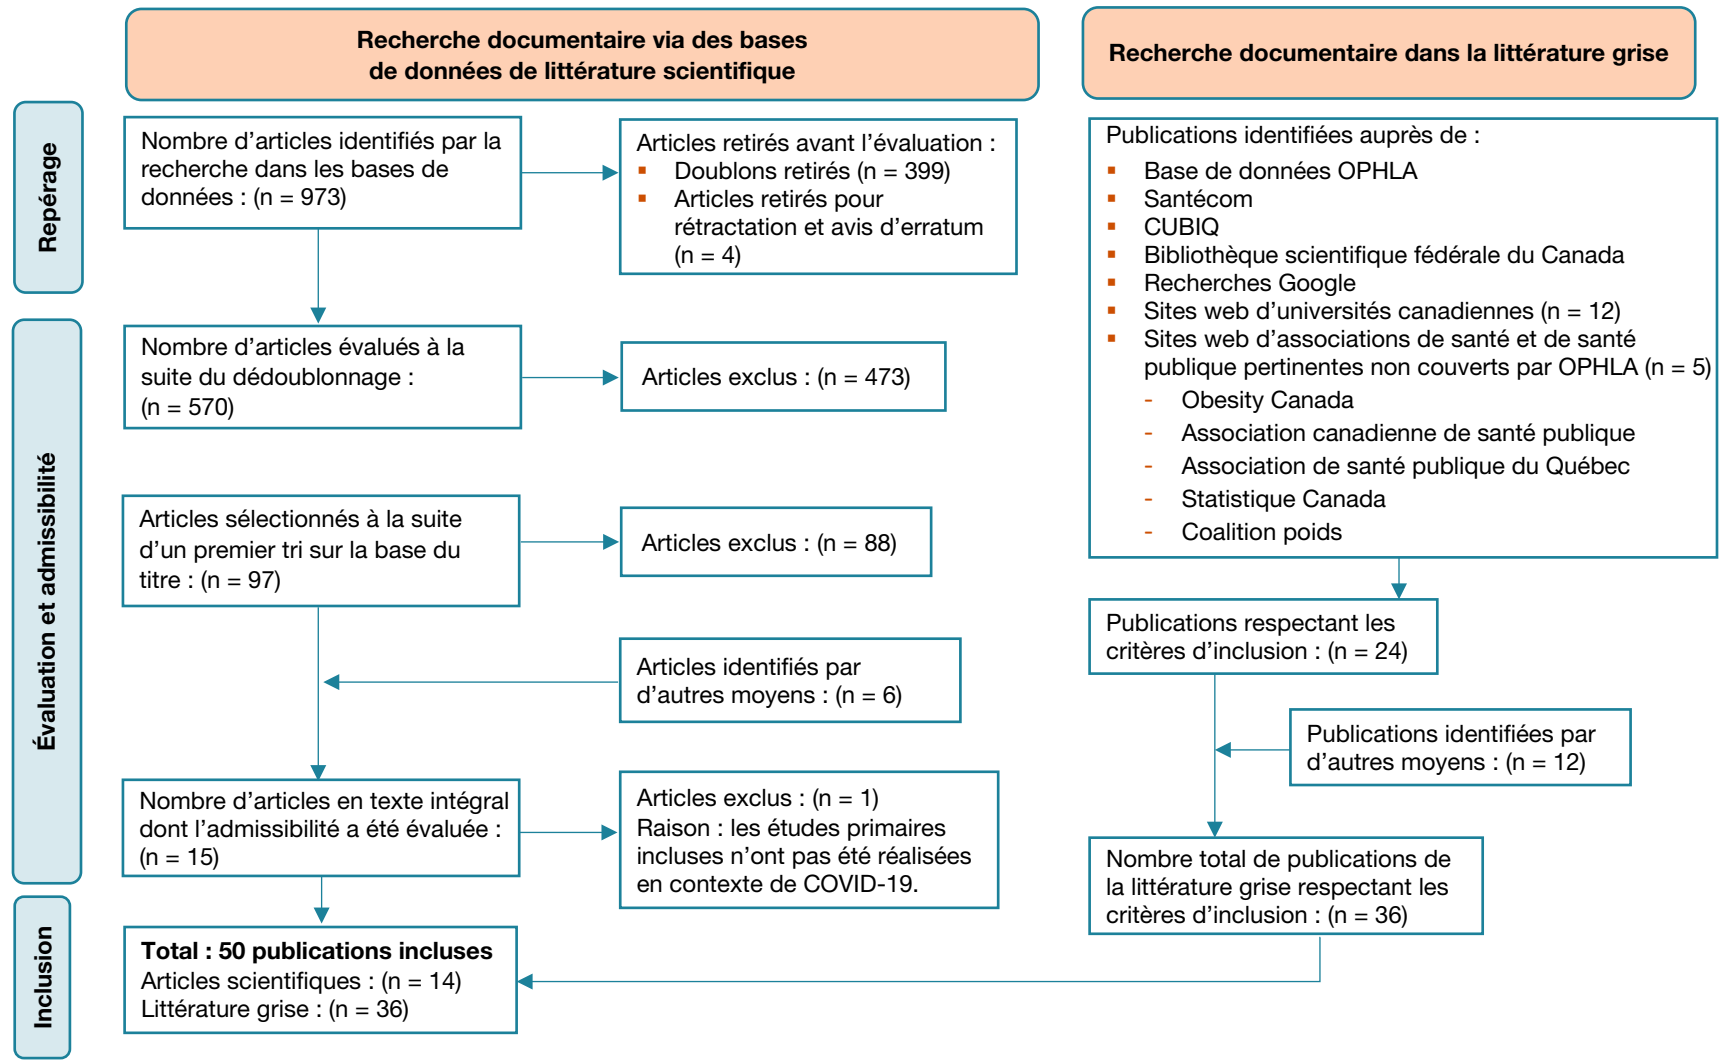 Recherche documentaire via des bases
de données de littérature scientifique
Recherche documentaire dans la littérature grise
Repérage
Nombre d’articles identifiés par la
recherche dans les bases de
données : (n = 973)
Articles retirés avant l’évaluation :
▪ Doublons retirés (n = 399)
▪ Articles retirés pour
rétractation et avis d’erratum
(n = 4)
Évaluation et admissibilité
Nombre d’articles évalués à la
suite du dédoublonnage :
(n = 570)
Articles exclus : (n = 473)
Articles sélectionnés à la suite
d’un premier tri sur la base du
titre : (n = 97)
Articles exclus : (n = 88)
Articles identifiés par
d’autres moyens : (n = 6)
Nombre d’articles en texte intégral
dont l’admissibilité a été évaluée :
(n = 15)
Articles exclus : (n = 1)
Raison : les études primaires
incluses n’ont pas été réalisées
en contexte de COVID-19.
Publications identifiées auprès de :
▪ Base de données OPHLA
▪ Santécom
▪ CUBIQ
▪ Bibliothèque scientifique fédérale du Canada
▪ Recherches Google
▪ Sites web d’universités canadiennes (n = 12)
▪ Sites web d’associations de santé et de santé
publique pertinentes non couverts par OPHLA (n = 5)
- Obesity Canada
- Association canadienne de santé publique
- Association de santé publique du Québec
- Statistique Canada
- Coalition poids
Publications respectant les
critères d’inclusion : (n = 24)
Publications identifiées par
d’autres moyens : (n = 12)
Nombre total de publications de
la littérature grise respectant les
critères d’inclusion : (n = 36)
Inclusion
Total : 50 publications incluses
Articles scientifiques : (n = 14)
Littérature grise : (n = 36)